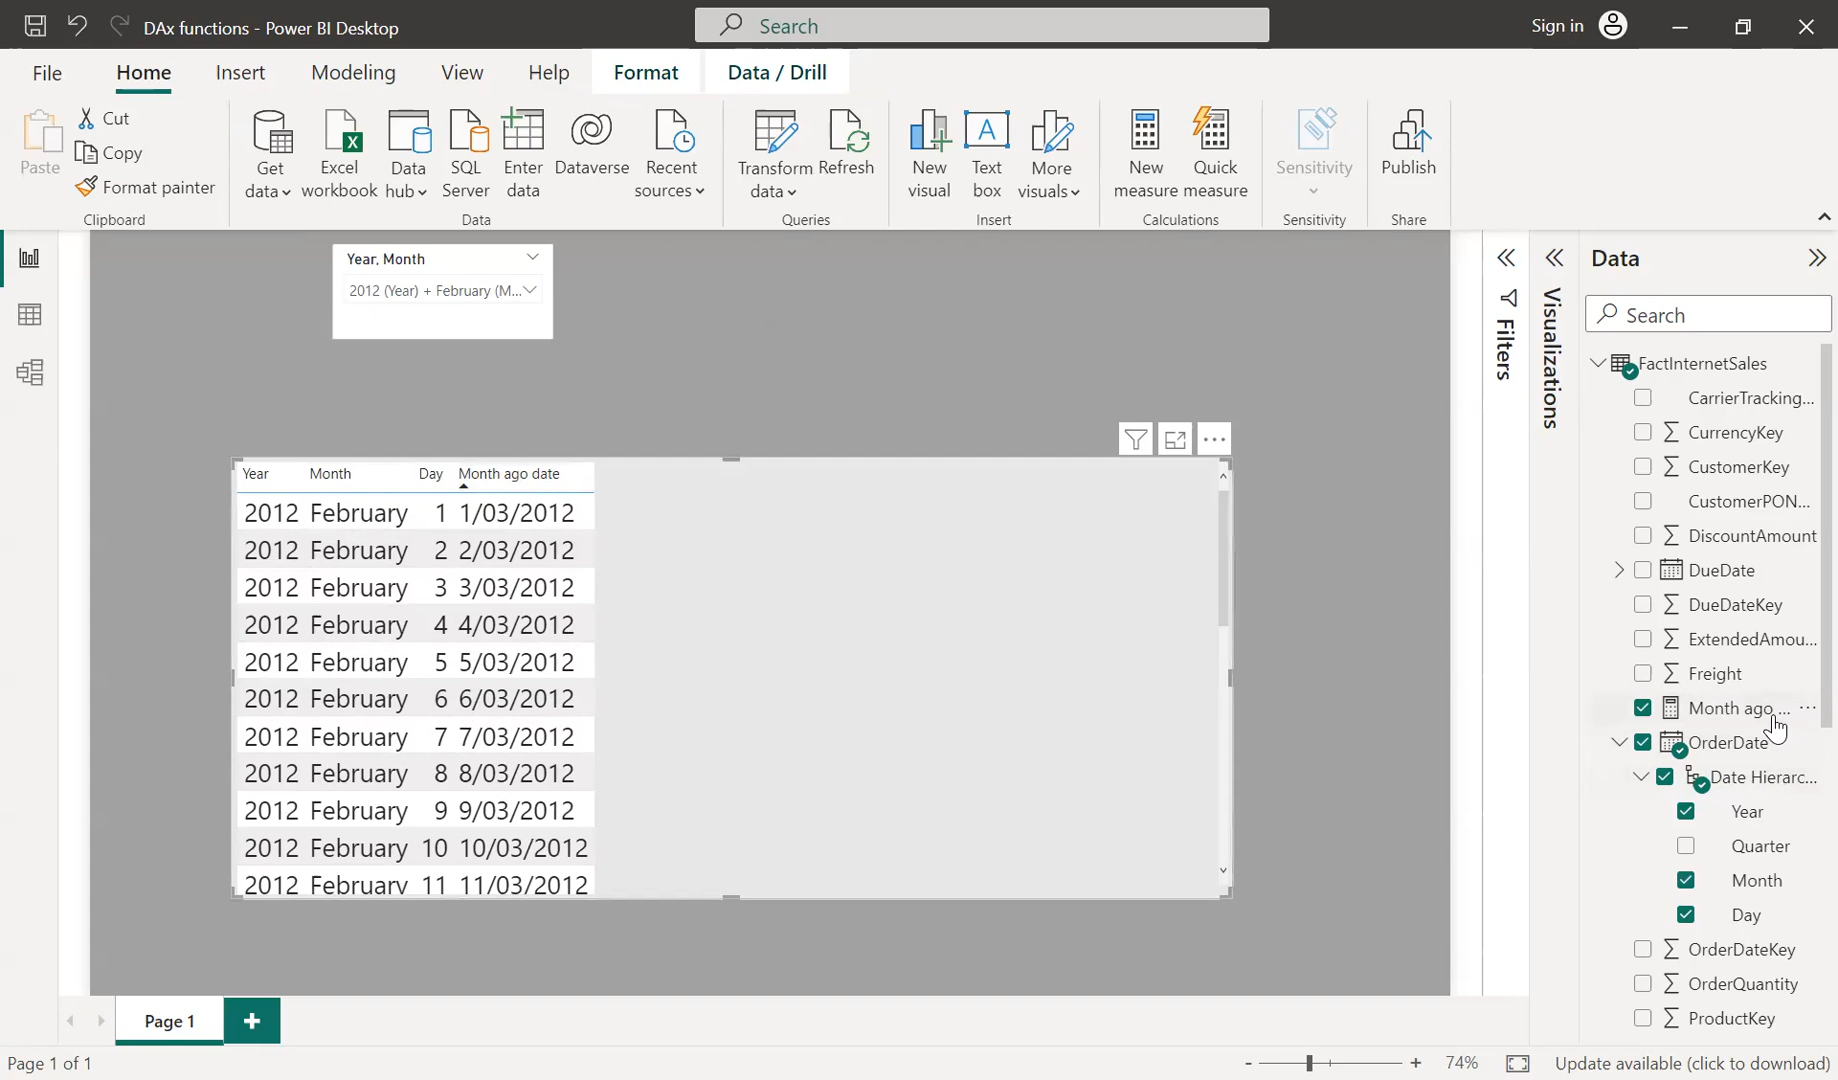 DAx functions - Power BI Desktop
Search
Sign in
File
Home
Insert
Modeling
View
Help
Format
Data / Drill
Paste
Cut
Copy
Format painter
Clipboard
Get data
Excel workbook
Data hub
SQL Server
Enter data
Dataverse
Recent sources
Data
Transform data
Refresh
Queries
New visual
Text box
More visuals
Insert
New measure
Quick measure
Calculations
Sensitivity
Sensitivity
Publish
Share
Year, Month
2012 (Year) + February (M...
Year Month Day Month ago date
2012 February 1 1/03/2012
2012 February 2 2/03/2012
2012 February 3 3/03/2012
2012 February 4 4/03/2012
2012 February 5 5/03/2012
2012 February 6 6/03/2012
2012 February 7 7/03/2012
2012 February 8 8/03/2012
2012 February 9 9/03/2012
2012 February 10 10/03/2012
2012 February 11 11/03/2012
Filters
Visualizations
Data
Search
FactInternetSales
CarrierTracking...
CurrencyKey
CustomerKey
CustomerPON...
DiscountAmount
DueDate
DueDateKey
ExtendedAmou...
Freight
Month ago ...
OrderDate
Date Hierarc...
Year
Quarter
Month
Day
OrderDateKey
OrderQuantity
ProductKey
Page 1
Page 1 of 1
- + 74%
Update available (click to download)